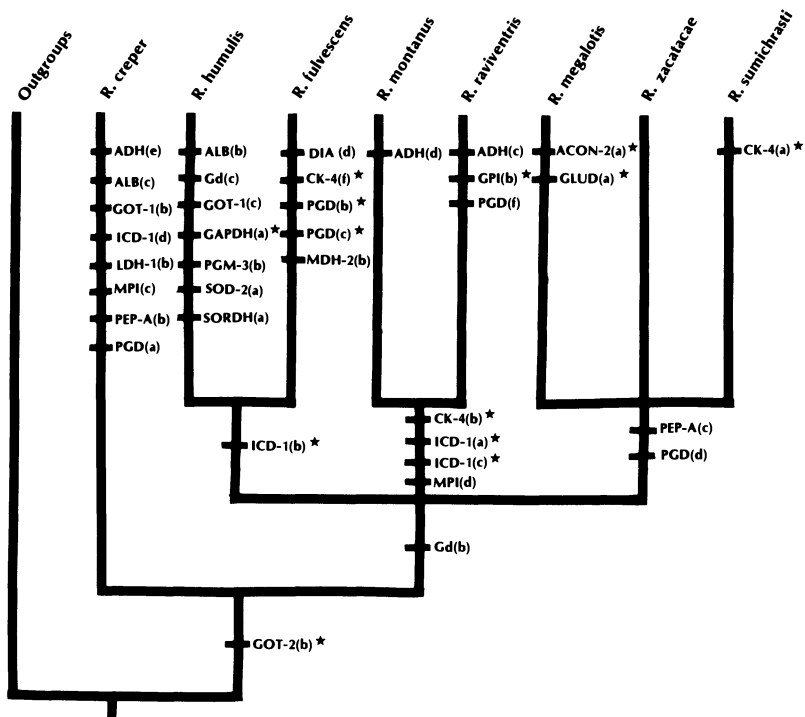 Outgroups
R. creper
R. humulis
R. fulvescens
R. montanus
R. raviventris
R. megalotis
R. zacatacae
R. sumichrasti
ADH(e)
ALB(c)
GOT-1(b)
ICD-1(d)
LDH-1(b)
MPI(c)
PEP-A(b)
PGD(a)
ALB(b)
Gd(c)
GOT-1(c)
GAPDH(a)★
PGM-3(b)
SOD-2(a)
SORDH(a)
DIA (d)
CK-4(f)★
PGD(b)★
PGD(c)★
MDH-2(b)
ADH(d)
ADH(c)
GPI(b)★
PGD(f)
ACON-2(a)★
GLUD(a)★
CK-4(a)★
ICD-1(b)★
CK-4(b)★
ICD-1(a)★
ICD-1(c)★
MPI(d)
PEP-A(c)
PGD(d)
Gd(b)
GOT-2(b)★